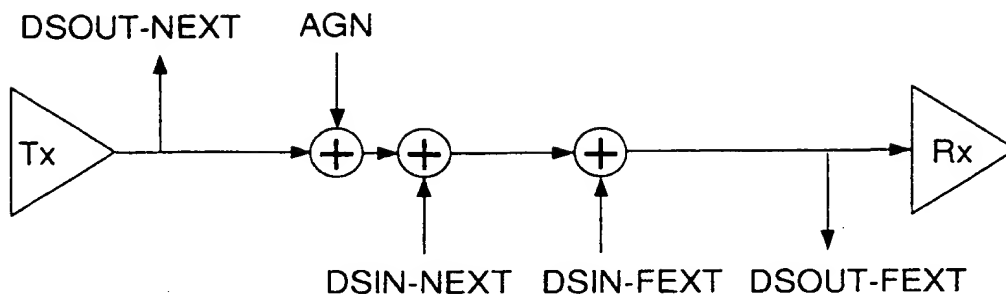 DSOUT-NEXT AGN
Tx + + + Rx
DSIN-NEXT DSIN-FEXT DSOUT-FEXT